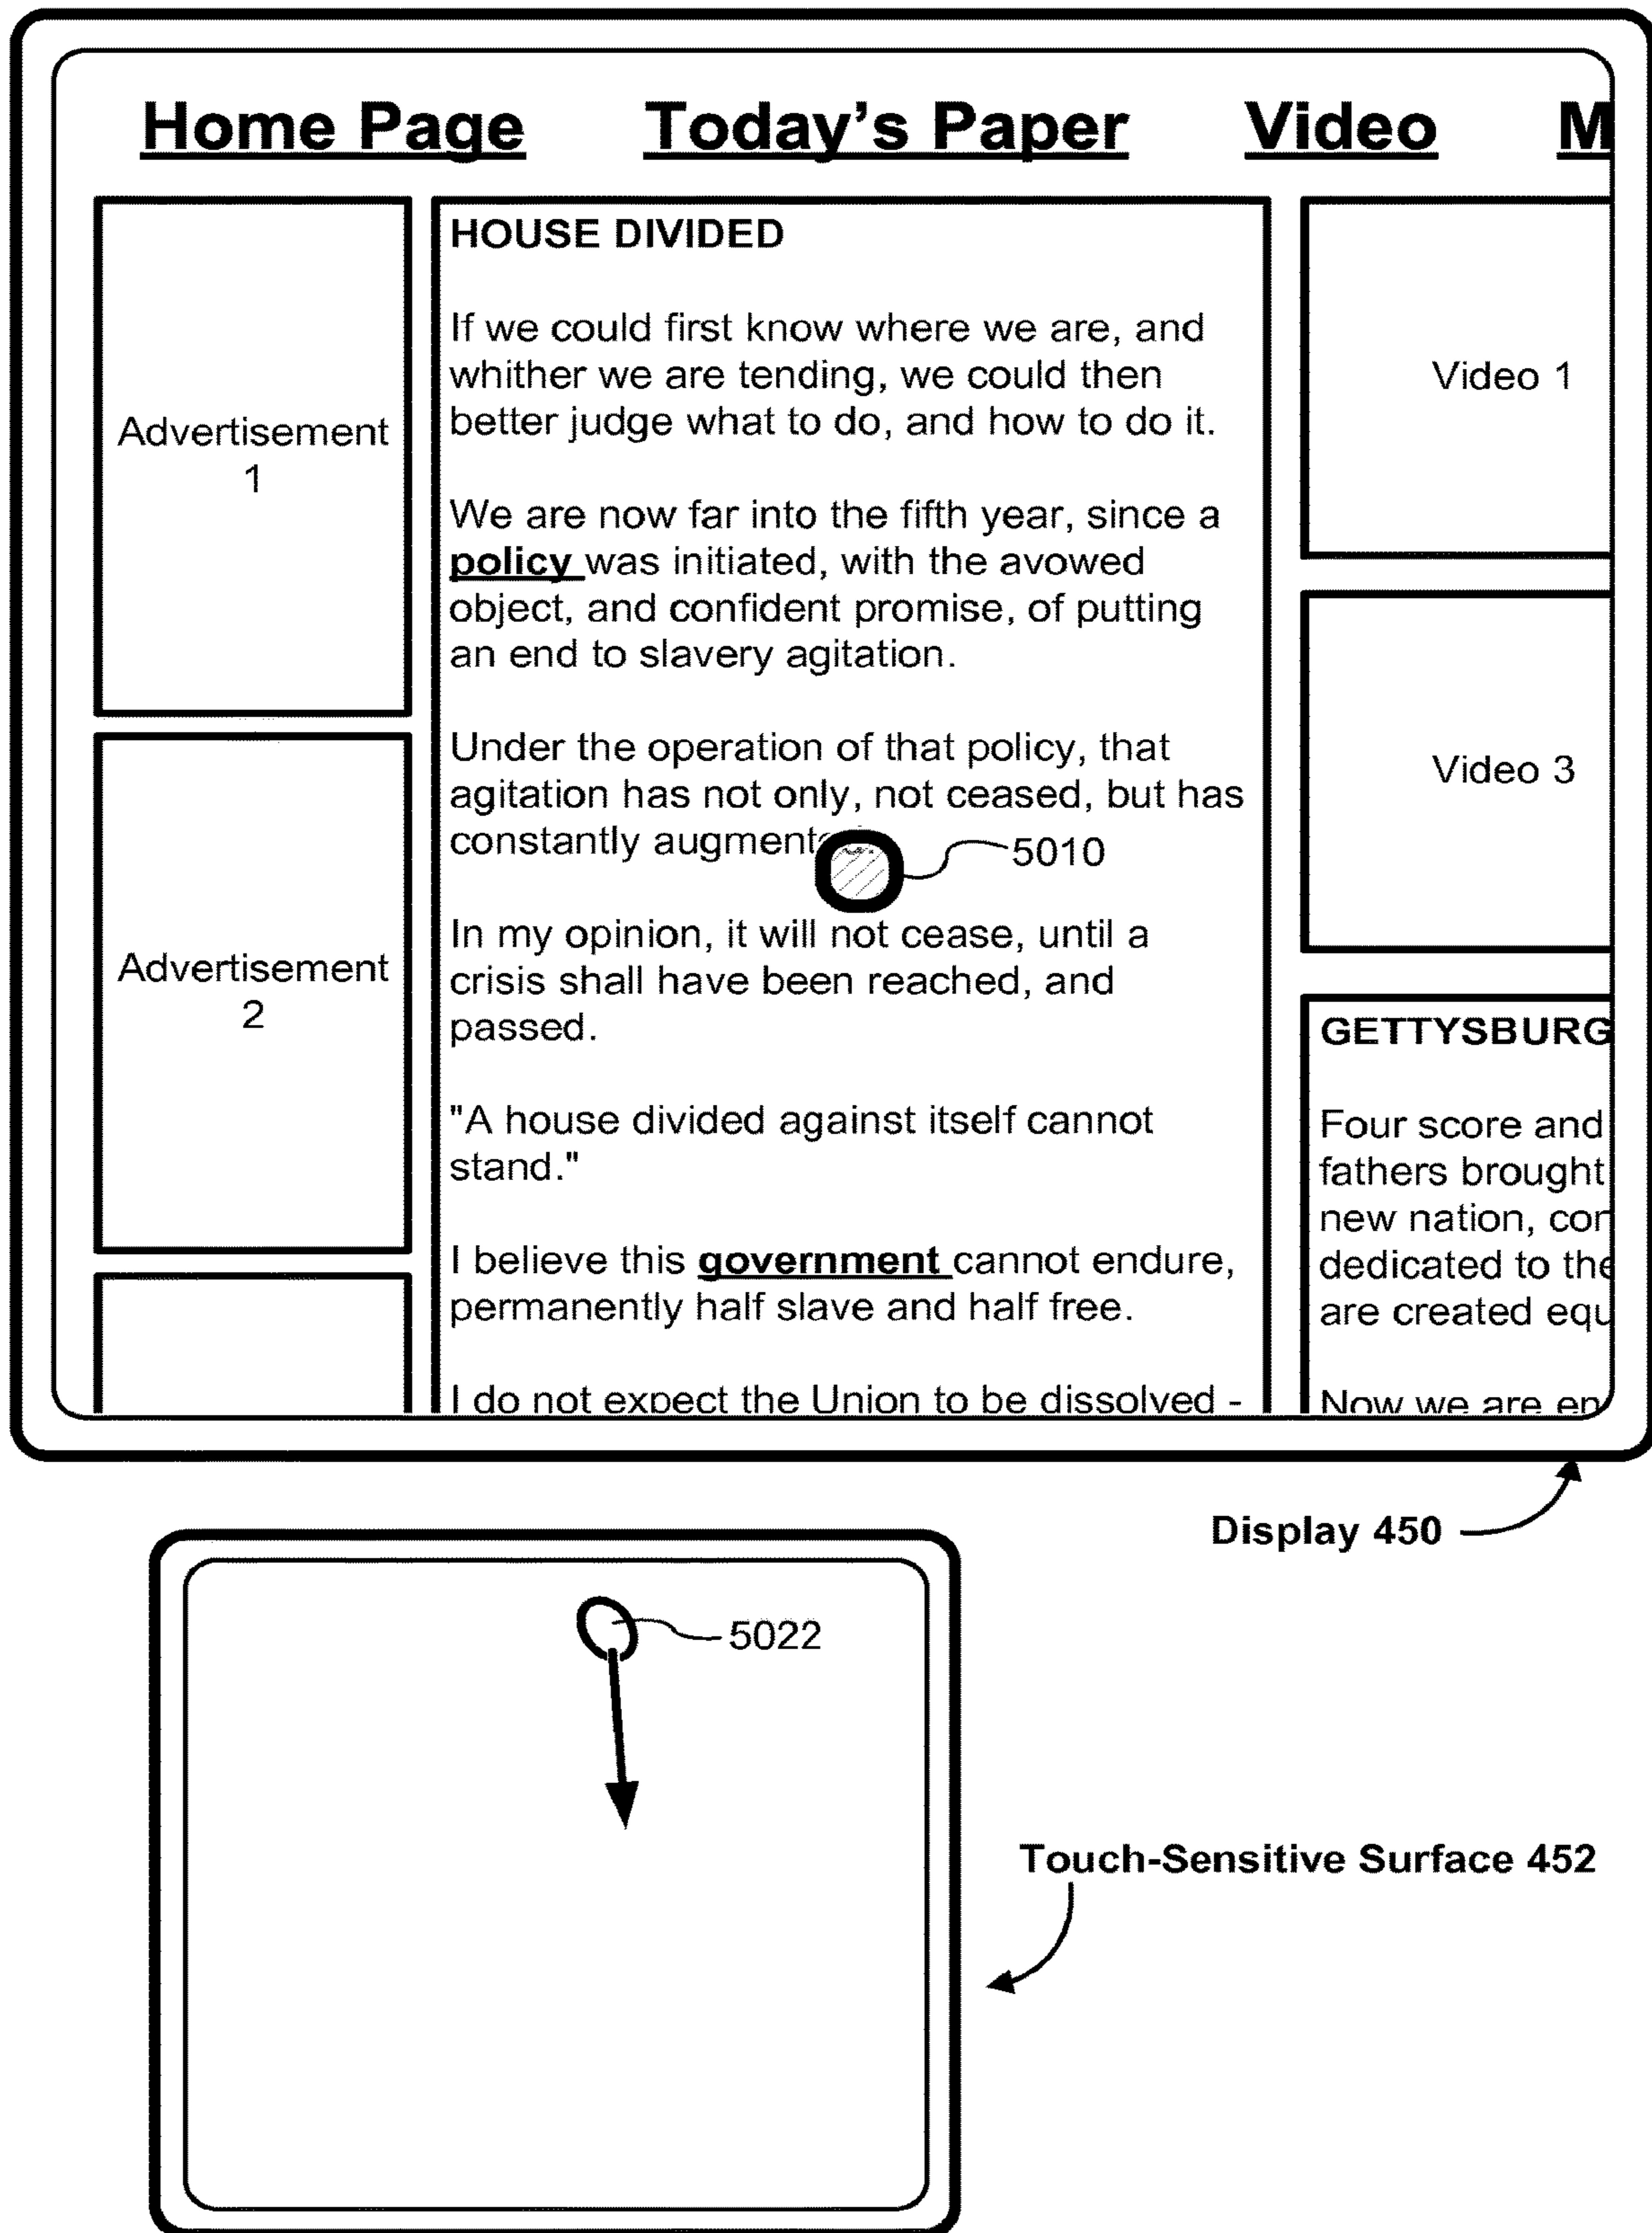 Home Page Today's Paper Video M
Advertisement
1
Advertisement
2
HOUSE DIVIDED
If we could first know where we are, and
whither we are tending, we could then
better judge what to do, and how to do it.
We are now far into the fifth year, since a
policy was initiated, with the avowed
object, and confident promise, of putting
an end to slavery agitation.
Under the operation of that policy, that
agitation has not only, not ceased, but has
constantly augment
5010
In my opinion, it will not cease, until a
crisis shall have been reached, and
passed.
"A house divided against itself cannot
stand."
I believe this government cannot endure,
permanently half slave and half free.
I do not expect the Union to be dissolved -
Video 1
Video 3
GETTYSBURG
Four score and
fathers brought
new nation, con
dedicated to the
are created equ
Now we are en
Display 450
5022
Touch-Sensitive Surface 452